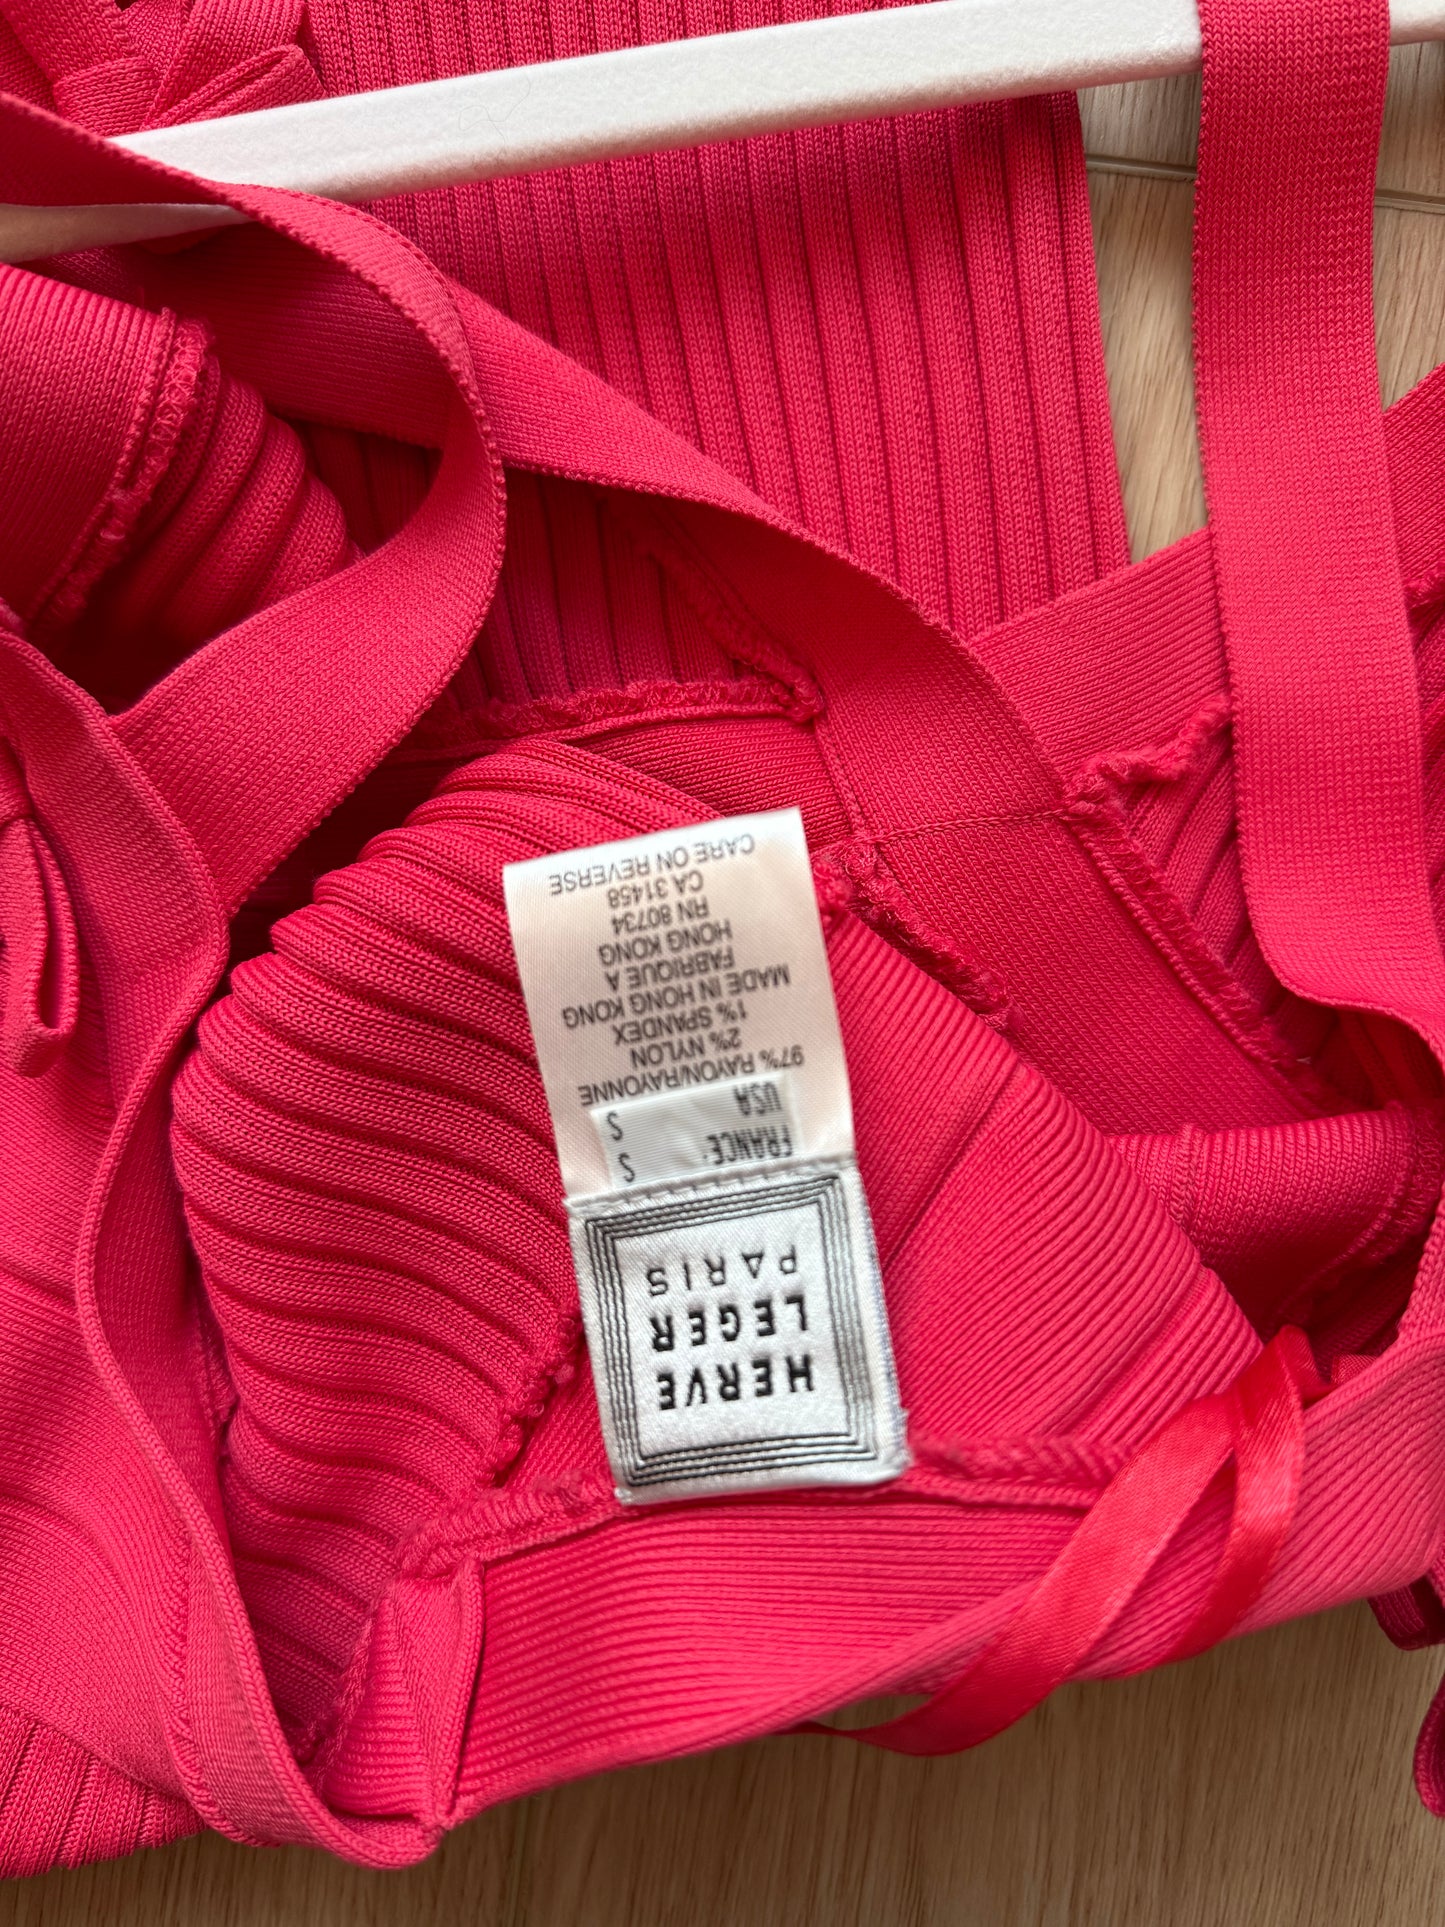 HERVE
LEGER
PARIS
FRANCE: S
USA S
97% RAYON/RAYONNE
2% NYLON
1% SPANDEX
MADE IN HONG KONG
FABRIQUE A
HONG KONG
RN 80734
CA 31458
CARE ON REVERSE